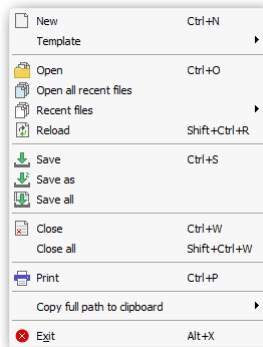 New Ctrl+N
Template
Open Ctrl+O
Open all recent files
Recent files
Reload Shift+Ctrl+R
Save Ctrl+S
Save as
Save all
Close Ctrl+W
Close all Shift+Ctrl+W
Print Ctrl+P
Copy full path to clipboard
Exit Alt+X